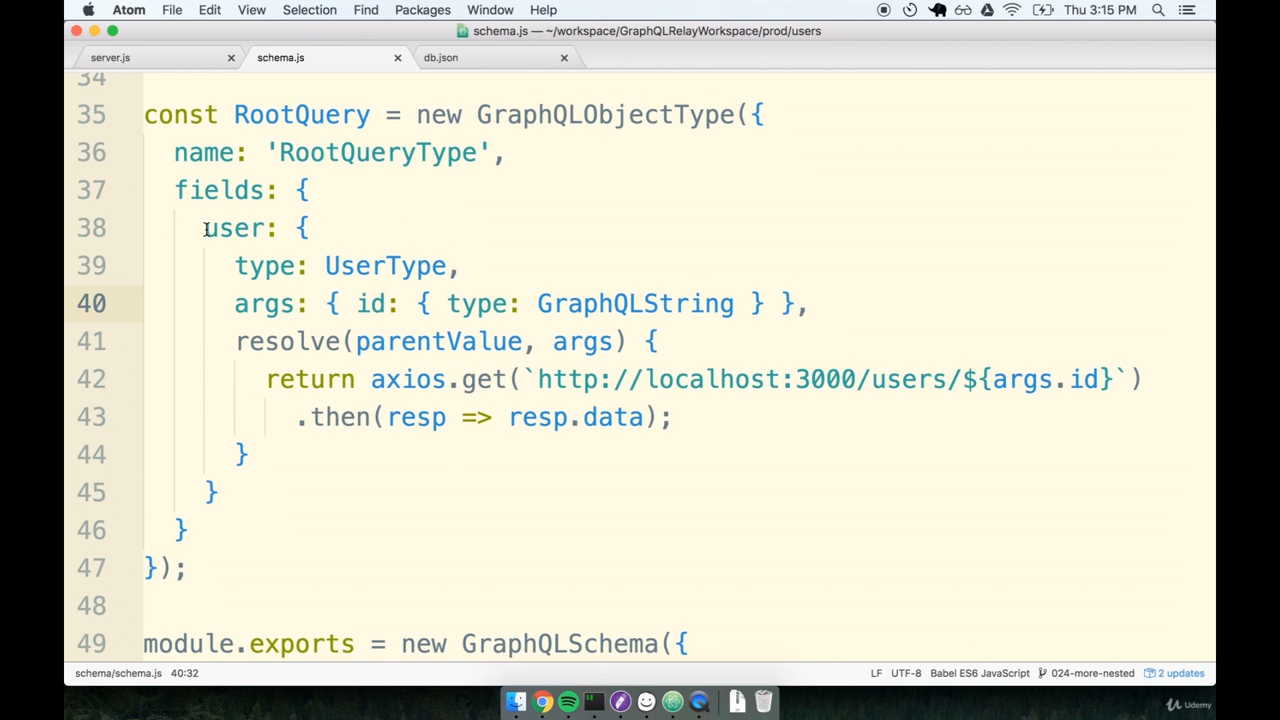 Atom File Edit View Selection Find Packages Window Help Thu 3:15 PM
schema.js — ~/workspace/GraphQLRelayWorkspace/prod/users
server.js schema.js db.json
34
35 const RootQuery = new GraphQLObjectType({
36 name: 'RootQueryType',
37 fields: {
38 user: {
39 type: UserType,
40 args: { id: { type: GraphQLString } },
41 resolve(parentValue, args) {
42 return axios.get(`http://localhost:3000/users/${args.id}`)
43 .then(resp => resp.data);
44 }
45 }
46 }
47 });
48
49 module.exports = new GraphQLSchema({
schema/schema.js 40:32 LF UTF-8 Babel ES6 JavaScript 024-more-nested 2 updates
Udemy